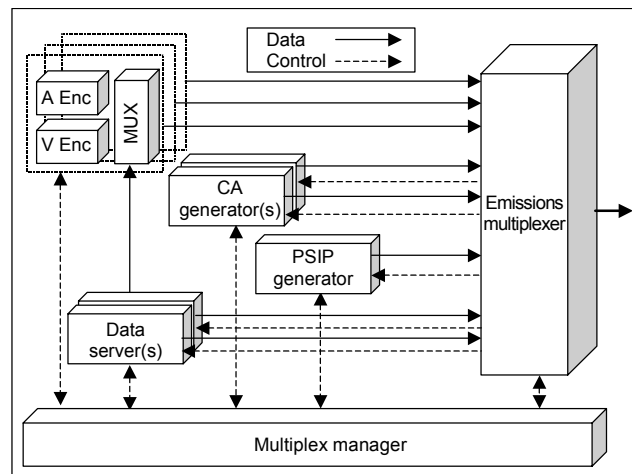 Data
Control
A Enc
V Enc
MUX
CA
generator(s)
Emissions
multiplexer
PSIP
generator
Data
server(s)
Multiplex manager